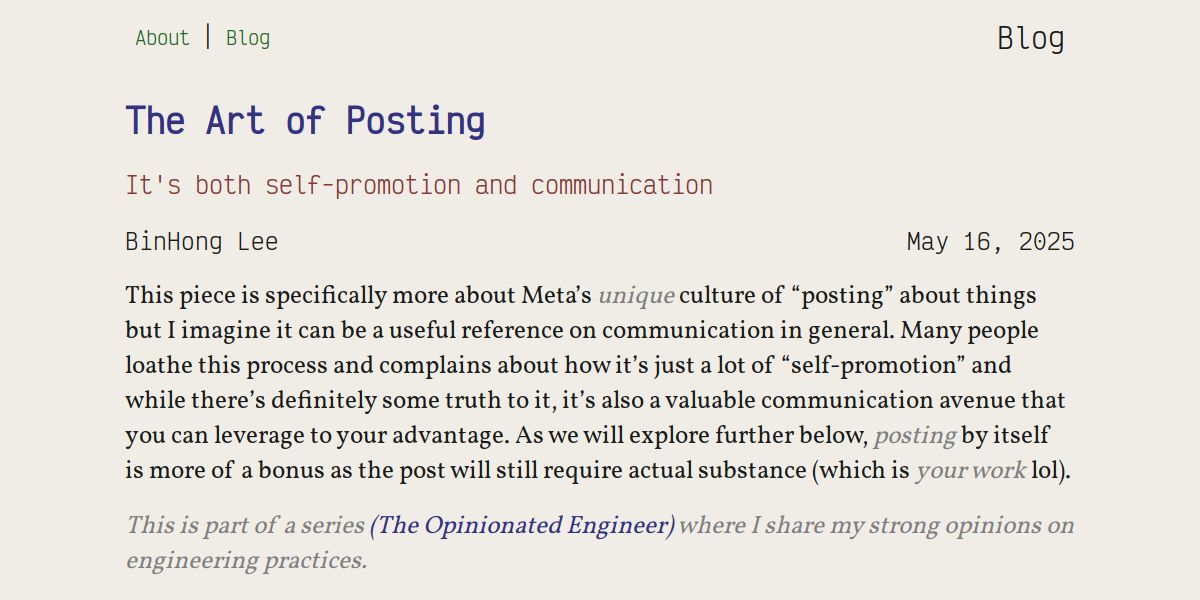 About | Blog
Blog
The Art of Posting
It's both self-promotion and communication
BinHong Lee
May 16, 2025
This piece is specifically more about Meta’s unique culture of “posting” about things
but I imagine it can be a useful reference on communication in general. Many people
loathe this process and complains about how it’s just a lot of “self-promotion” and
while there’s definitely some truth to it, it’s also a valuable communication avenue that
you can leverage to your advantage. As we will explore further below, posting by itself
is more of a bonus as the post will still require actual substance (which is your work lol).
This is part of a series (The Opinionated Engineer) where I share my strong opinions on
engineering practices.